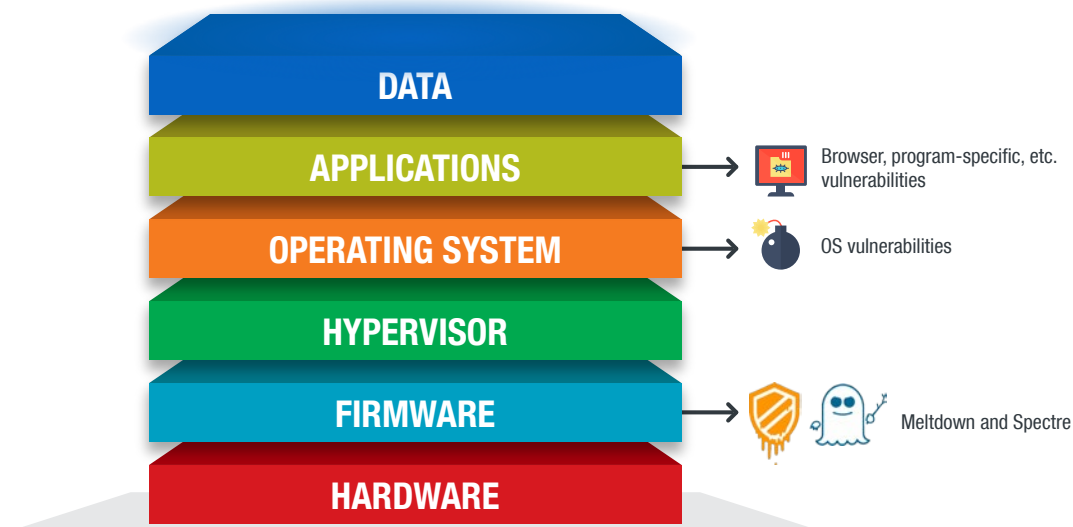 DATA
APPLICATIONS
Browser, program-specific, etc.
vulnerabilities
OPERATING SYSTEM
OS vulnerabilities
HYPERVISOR
FIRMWARE
Meltdown and Spectre
HARDWARE